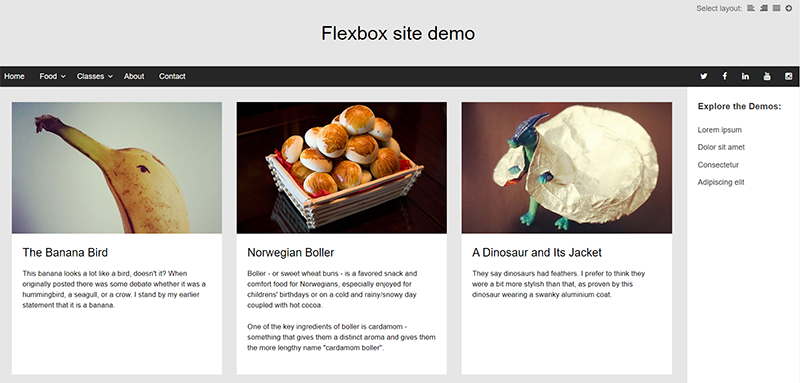 Select layout:
Flexbox site demo
Home Food Classes About Contact
Explore the Demos:
Lorem ipsum
Dolor sit amet
Consectetur
Adipiscing elit
The Banana Bird
This banana looks a lot like a bird, doesn't it? When
originally posted there was some debate whether it was a
hummingbird, a seagull, or a crow. I stand by my earlier
statement that it is a banana.
Norwegian Boller
Boller - or sweet wheat buns - is a favored snack and
comfort food for Norwegians, especially enjoyed for
childrens' birthdays or on a cold and rainy/snowy day
coupled with hot cocoa.
One of the key ingredients of boller is cardamom -
something that gives them a distinct aroma and gives them
the more lengthy name "cardamom boller".
A Dinosaur and Its Jacket
They say dinosaurs had feathers. I prefer to think they
were a bit more stylish than that, as proven by this
dinosaur wearing a swanky aluminium coat.